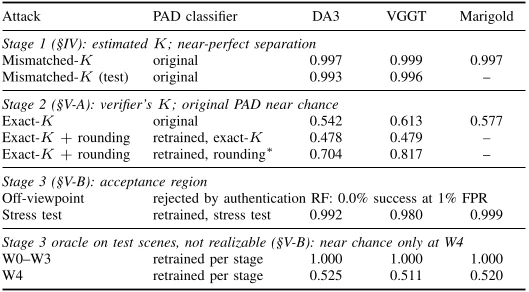 Attack PAD classifier DA3 VGGT Marigold
Stage 1 (§IV): estimated K; near-perfect separation
Mismatched-K original 0.997 0.999 0.997
Mismatched-K (test) original 0.993 0.996 –
Stage 2 (§V-A): verifier's K; original PAD near chance
Exact-K original 0.542 0.613 0.577
Exact-K + rounding retrained, exact-K 0.478 0.479 –
Exact-K + rounding retrained, rounding* 0.704 0.817 –
Stage 3 (§V-B): acceptance region
Off-viewpoint rejected by authentication RF: 0.0% success at 1% FPR
Stress test retrained, stress test 0.992 0.980 0.999
Stage 3 oracle on test scenes, not realizable (§V-B): near chance only at W4
W0–W3 retrained per stage 1.000 1.000 1.000
W4 retrained per stage 0.525 0.511 0.520